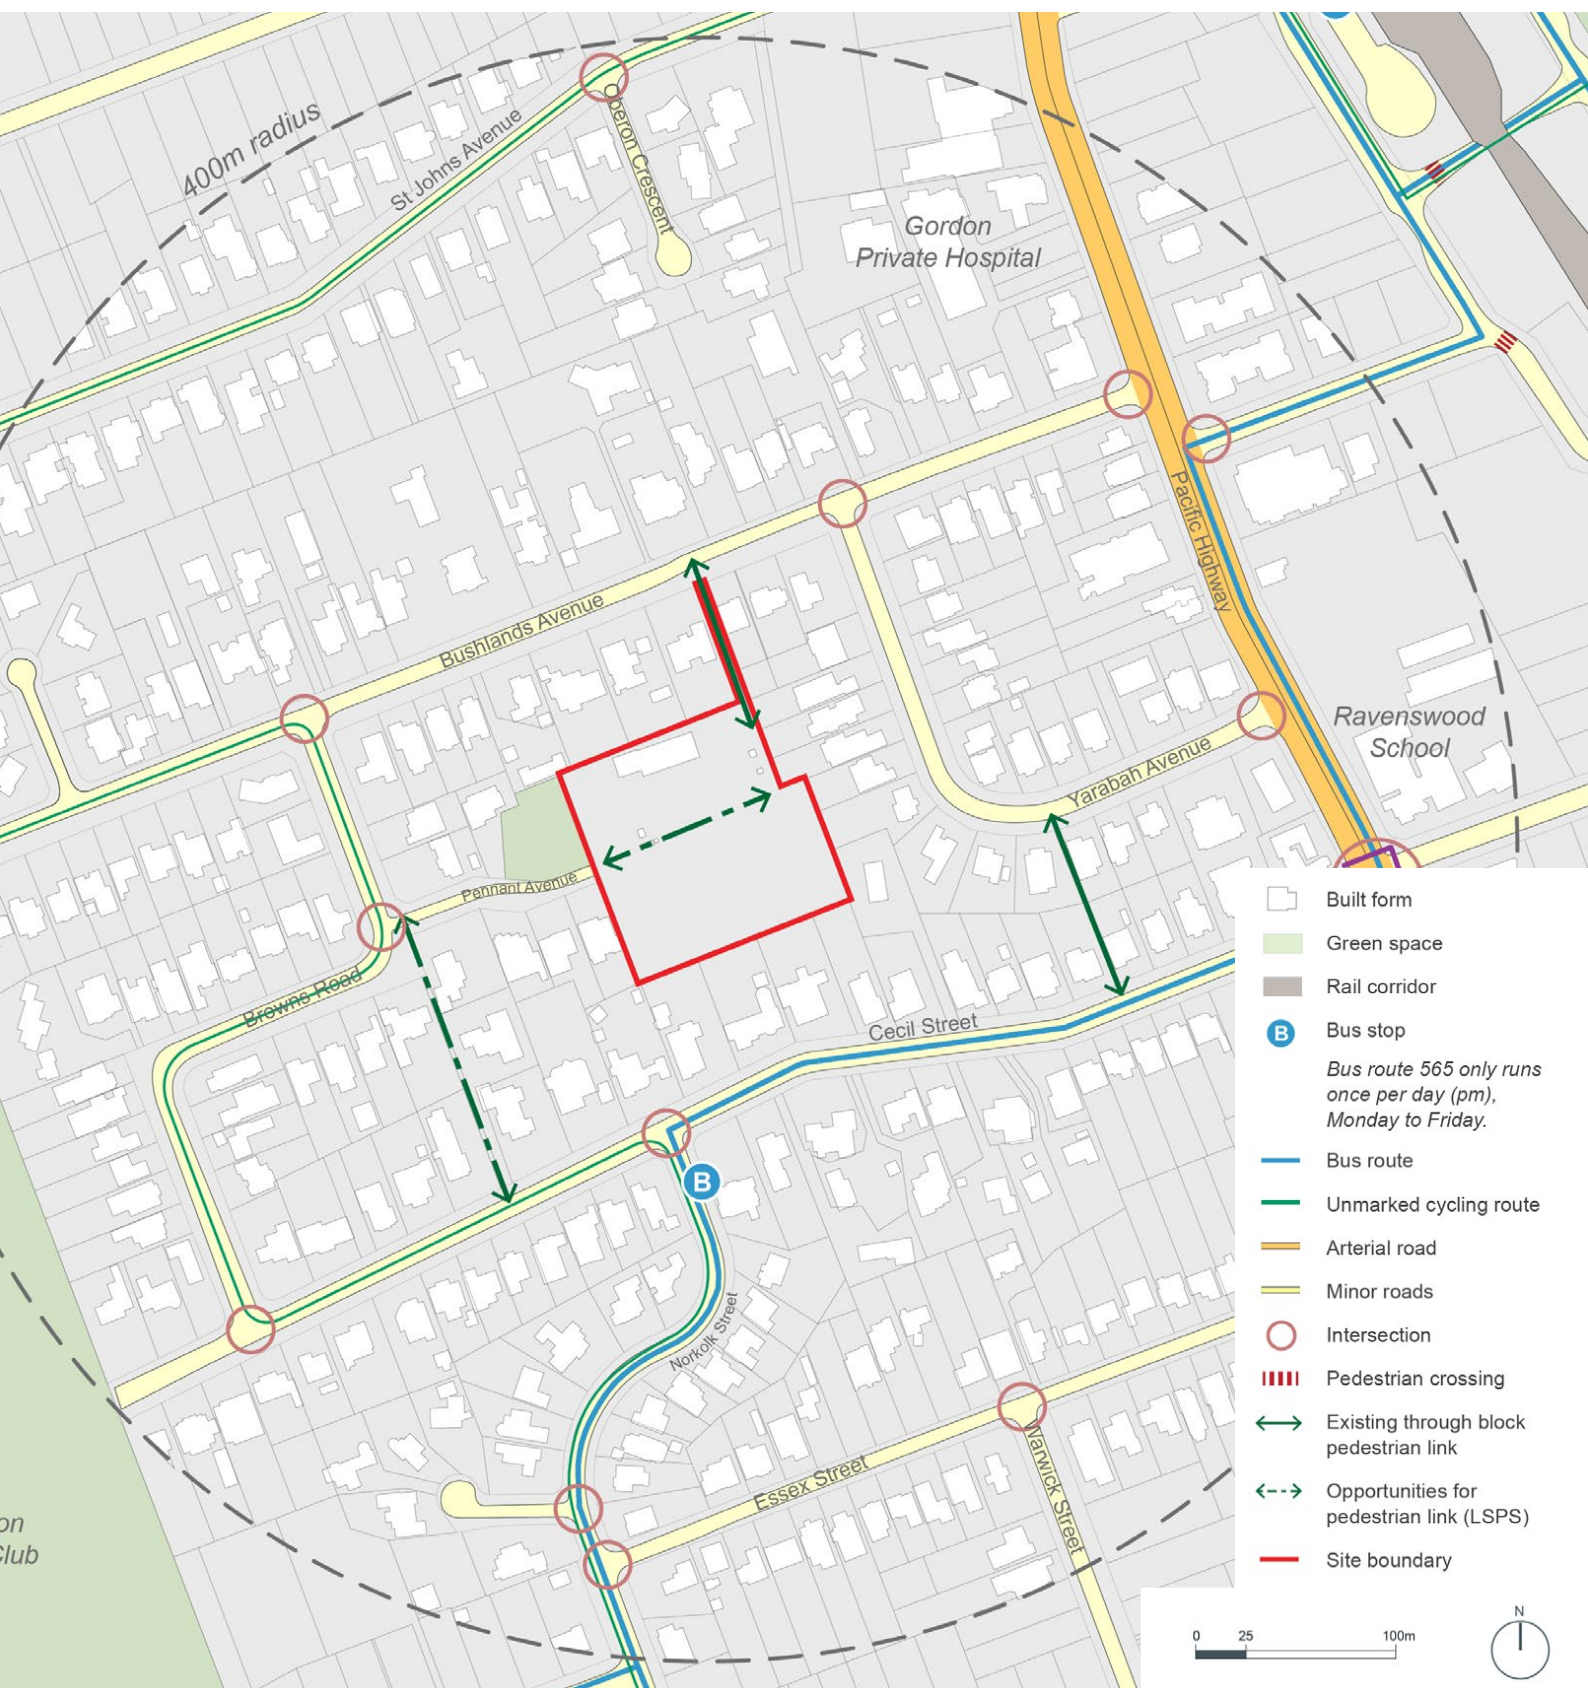 400m radius
St Johns Avenue
Oberon Crescent
Gordon
Private Hospital
Pacific Highway
Bushlands Avenue
Ravenswood
School
Yarabah Avenue
Pennant Avenue
Browns Road
Cecil Street
B
Norkolk Street
Essex Street
Warwick Street
on
Club
Built form
Green space
Rail corridor
B
Bus stop
Bus route 565 only runs
once per day (pm),
Monday to Friday.
Bus route
Unmarked cycling route
Arterial road
Minor roads
Intersection
Pedestrian crossing
Existing through block
pedestrian link
Opportunities for
pedestrian link (LSPS)
Site boundary
0 25 100m
N